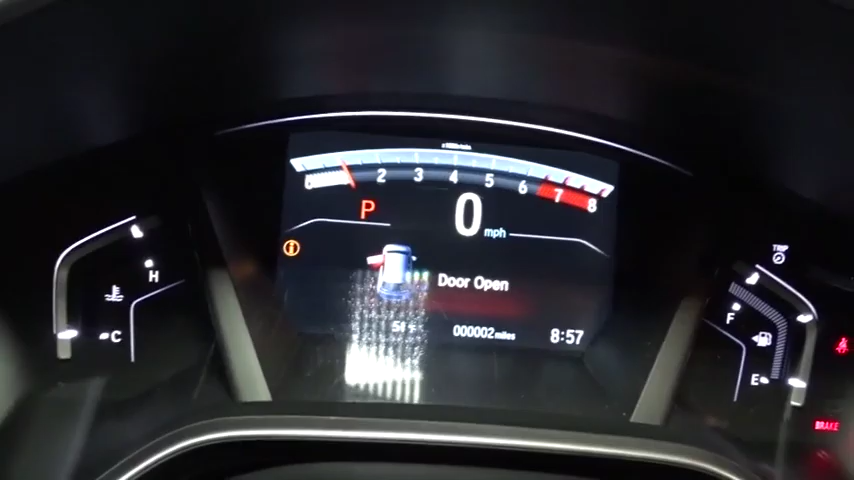 2 3 4 5 6 7 8
P
0 mph
Door Open
000002 miles
8:57
H
C
TRIP
F
E
BRAKE